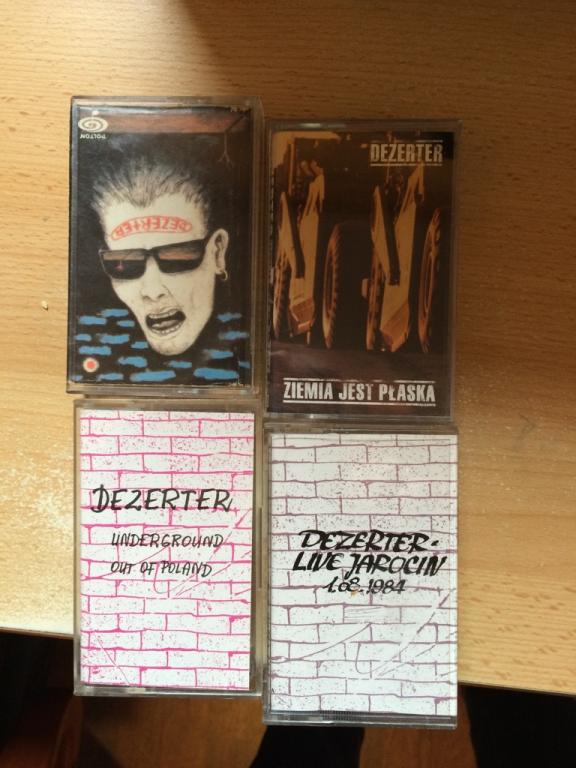 POLTON
DEZERTER
DEZERTER
ZIEMIA JEST PŁASKA
DEZERTER
UNDERGROUND
OUT OF POLAND
DEZERTER·
LIVE JAROCIN
1.08.1984